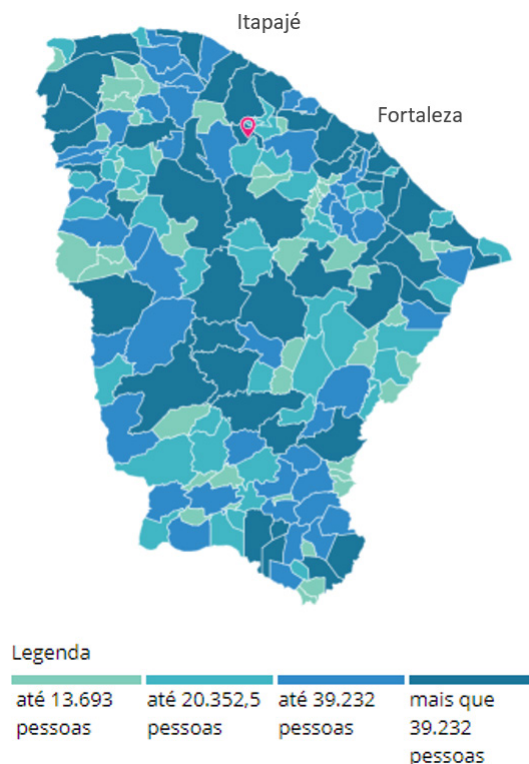 Itapajé
Fortaleza
Legenda
até 13.693
pessoas
até 20.352,5
pessoas
até 39.232
pessoas
mais que
39.232
pessoas